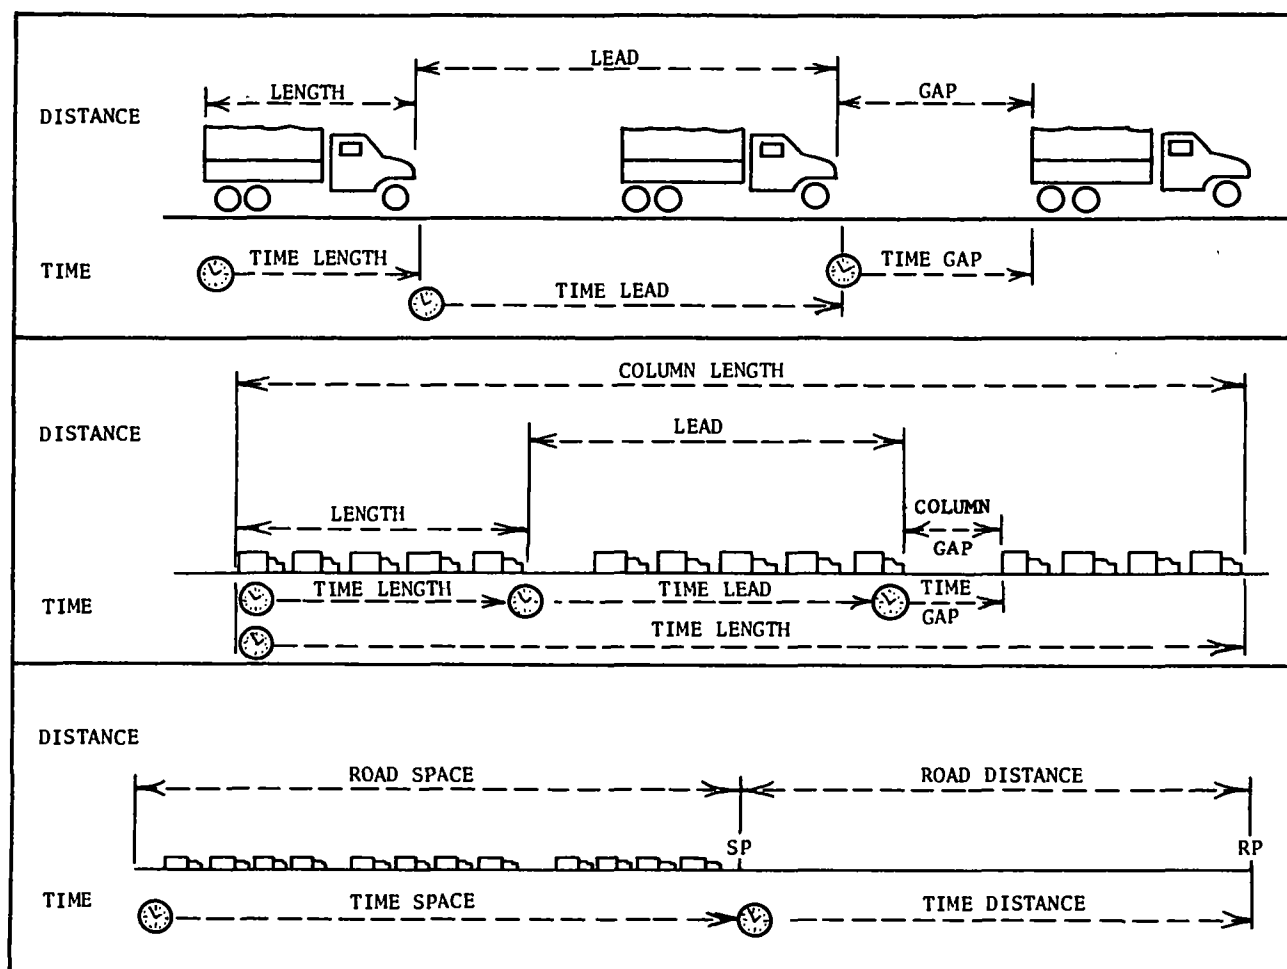 LEAD
LENGTH
GAP
DISTANCE
TIME LENGTH
TIME GAP
TIME
TIME LEAD
COLUMN LENGTH
DISTANCE
LEAD
LENGTH
COLUMN
GAP
TIME LENGTH
TIME LEAD
TIME
GAP
TIME
TIME LENGTH
DISTANCE
ROAD SPACE
ROAD DISTANCE
SP
RP
TIME
TIME SPACE
TIME DISTANCE